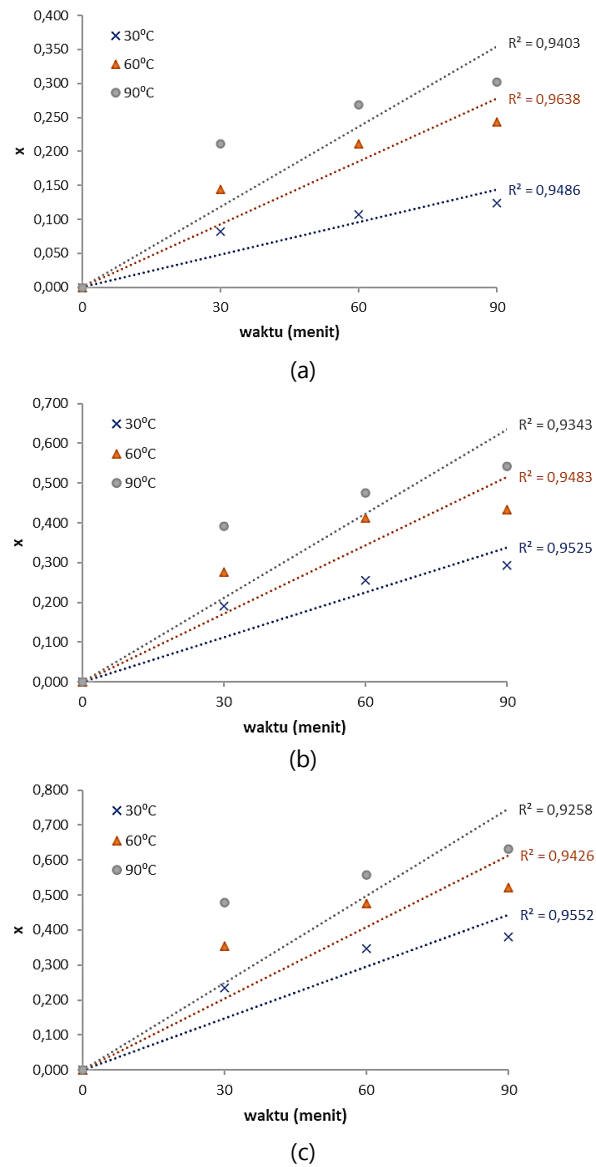 0,400
0,350
0,300
0,250
0,200
0,150
0,100
0,050
0,000
x
30⁰C
60⁰C
90⁰C
R² = 0,9403
R² = 0,9638
R² = 0,9486
0 30 60 90
waktu (menit)
(a)
0,700
0,600
0,500
0,400
0,300
0,200
0,100
0,000
x
30⁰C
60⁰C
90⁰C
R² = 0,9343
R² = 0,9483
R² = 0,9525
0 30 60 90
waktu (menit)
(b)
0,800
0,700
0,600
0,500
0,400
0,300
0,200
0,100
0,000
x
30⁰C
60⁰C
90⁰C
R² = 0,9258
R² = 0,9426
R² = 0,9552
0 30 60 90
waktu (menit)
(c)